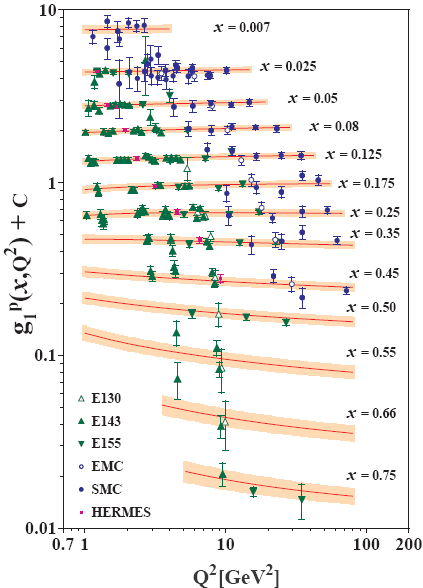 10
x = 0.007
x = 0.025
x = 0.05
x = 0.08
x = 0.125
1
x = 0.175
x = 0.25
x = 0.35
x = 0.45
x = 0.50
0.1
x = 0.55
x = 0.66
x = 0.75
0.01
g₁ᵖ(x,Q²) + C
E130
E143
E155
EMC
SMC
HERMES
0.7 1 10 100 200
Q²[GeV²]